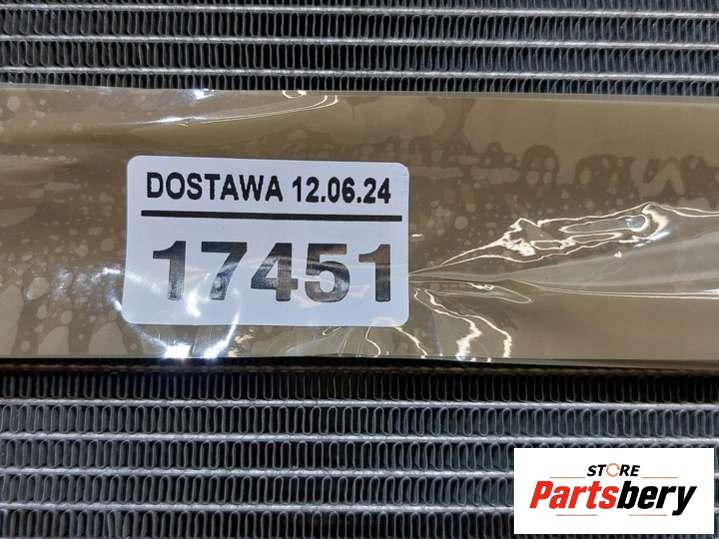 DOSTAWA 12.06.24
17451
STORE
Partsbery